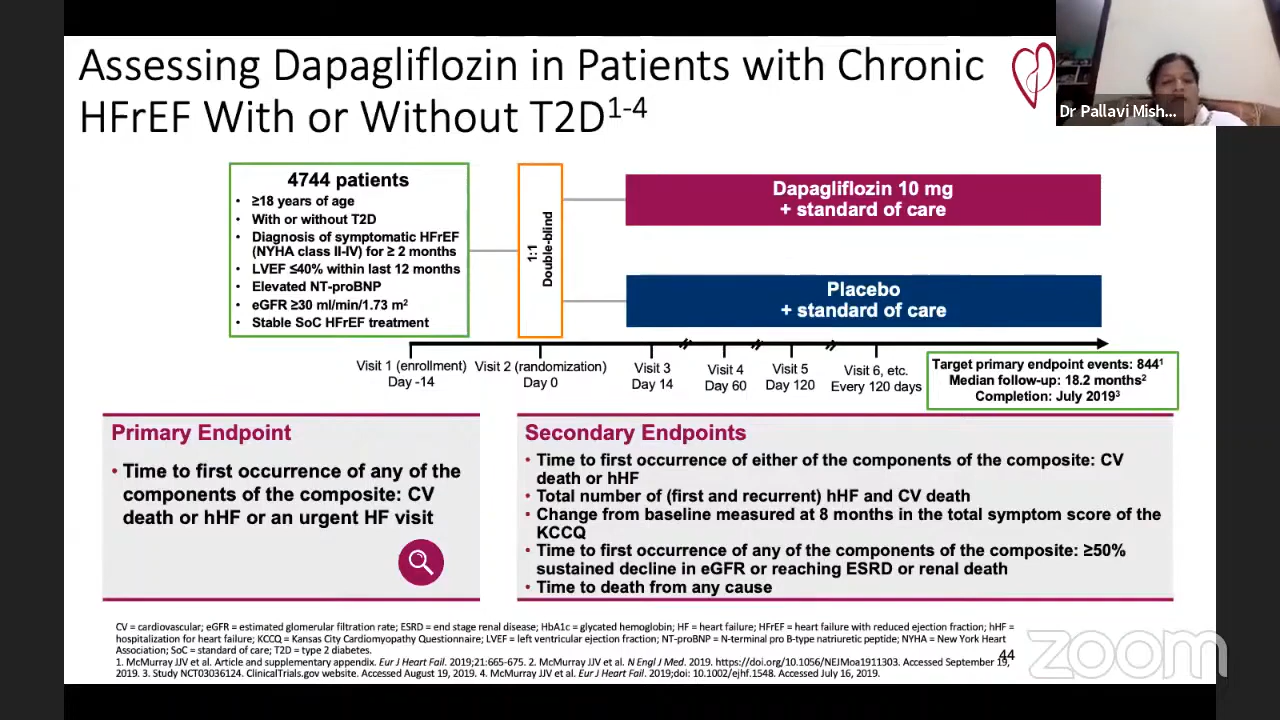 Assessing Dapagliflozin in Patients with Chronic
HFrEF With or Without T2D1-4
Dr Pallavi Mish...
4744 patients
• ≥18 years of age
• With or without T2D
• Diagnosis of symptomatic HFrEF
(NYHA class II-IV) for ≥ 2 months
• LVEF ≤40% within last 12 months
• Elevated NT-proBNP
• eGFR ≥30 ml/min/1.73 m²
• Stable SoC HFrEF treatment
1:1
Double-blind
Dapagliflozin 10 mg
+ standard of care
Placebo
+ standard of care
Visit 1 (enrollment)
Day -14
Visit 2 (randomization)
Day 0
Visit 3
Day 14
Visit 4
Day 60
Visit 5
Day 120
Visit 6, etc.
Every 120 days
Target primary endpoint events: 844¹
Median follow-up: 18.2 months²
Completion: July 2019³
Primary Endpoint
• Time to first occurrence of any of the
components of the composite: CV
death or hHF or an urgent HF visit
Secondary Endpoints
• Time to first occurrence of either of the components of the composite: CV
death or hHF
• Total number of (first and recurrent) hHF and CV death
• Change from baseline measured at 8 months in the total symptom score of the
KCCQ
• Time to first occurrence of any of the components of the composite: ≥50%
sustained decline in eGFR or reaching ESRD or renal death
• Time to death from any cause
CV = cardiovascular; eGFR = estimated glomerular filtration rate; ESRD = end stage renal disease; HbA1c = glycated hemoglobin; HF = heart failure; HFrEF = heart failure with reduced ejection fraction; hHF =
hospitalization for heart failure; KCCQ = Kansas City Cardiomyopathy Questionnaire; LVEF = left ventricular ejection fraction; NT-proBNP = N-terminal pro B-type natriuretic peptide; NYHA = New York Heart
Association; SoC = standard of care; T2D = type 2 diabetes.
1. McMurray JJV et al. Article and supplementary appendix. Eur J Heart Fail. 2019;21:665-675. 2. McMurray JJV et al. N Engl J Med. 2019. https://doi.org/10.1056/NEJMoa1911303. Accessed September 19,
2019. 3. Study NCT03036124. ClinicalTrials.gov website. Accessed August 19, 2019. 4. McMurray JJV et al. Eur J Heart Fail. 2019;doi: 10.1002/ejhf.1548. Accessed July 16, 2019.
44
zoom